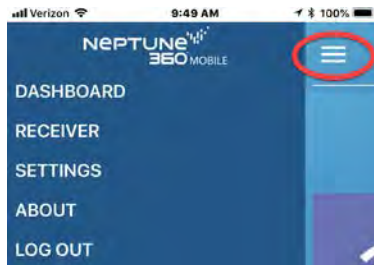 Verizon 9:49 AM 100%
NEPTUNE
360 MOBILE
DASHBOARD
RECEIVER
SETTINGS
ABOUT
LOG OUT